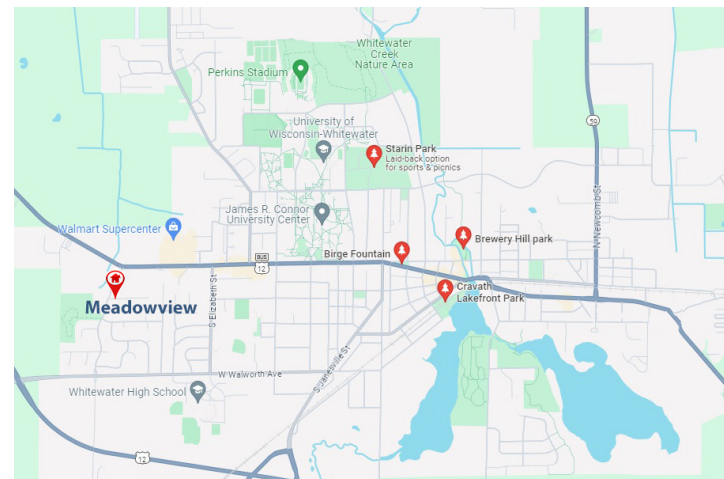 Whitewater
Creek
Nature Area
Perkins Stadium
59
University of
Wisconsin-Whitewater
Starin Park
Laid-back option
for sports & picnics
N Newcomb St
James R. Connor
University Center
Walmart Supercenter
Brewery Hill park
Birge Fountain
BUS
12
Cravath
Lakefront Park
Meadowview
S Elizabeth St
S Janesville St
W Walworth Ave
Whitewater High School
12